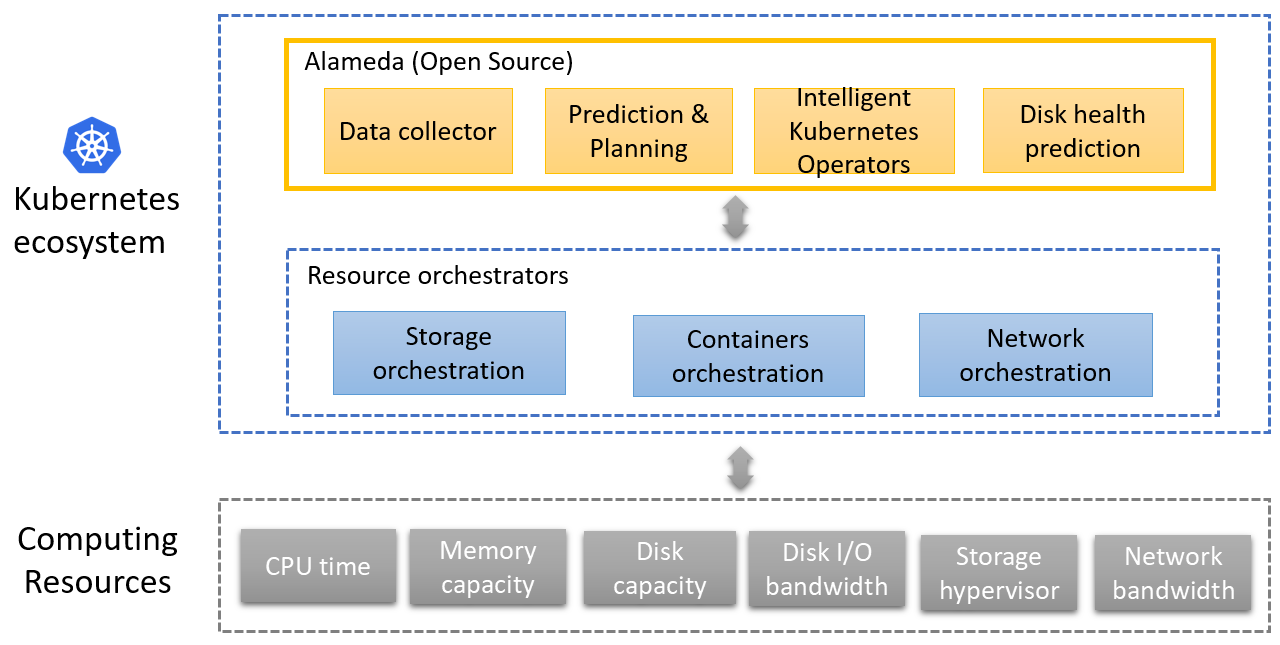 Alameda (Open Source)
Data collector
Prediction &
Planning
Intelligent
Kubernetes
Operators
Disk health
prediction
Kubernetes
ecosystem
Resource orchestrators
Storage
orchestration
Containers
orchestration
Network
orchestration
Computing
Resources
CPU time
Memory
capacity
Disk
capacity
Disk I/O
bandwidth
Storage
hypervisor
Network
bandwidth